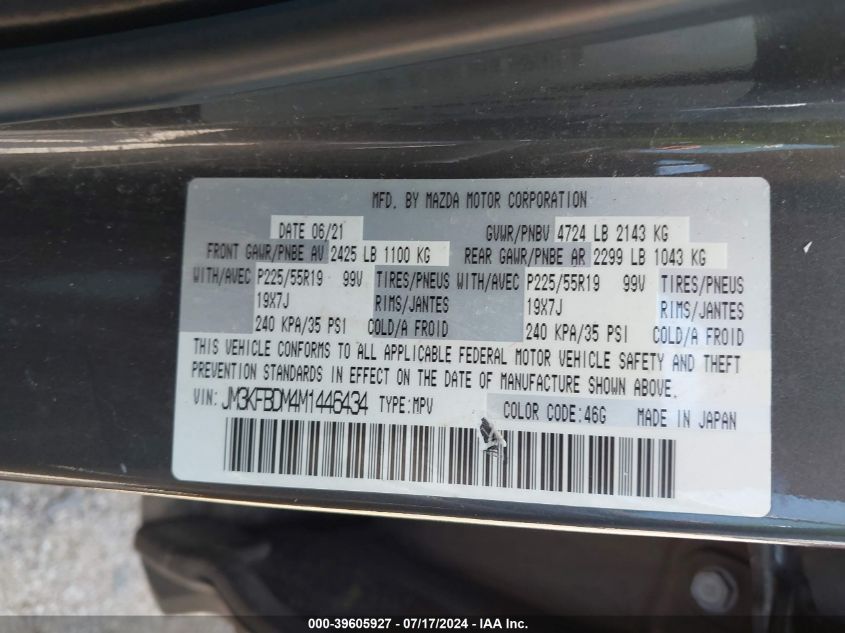 MFD. BY MAZDA MOTOR CORPORATION
DATE 06/21 GVWR/PNBV 4724 LB 2143 KG
FRONT GAWR/PNBE AV 2425 LB 1100 KG REAR GAWR/PNBE AR 2299 LB 1043 KG
WITH/AVEC P225/55R19 99V TIRES/PNEUS WITH/AVEC P225/55R19 99V TIRES/PNEUS
19X7J RIMS/JANTES 19X7J RIMS/JANTES
240 KPA/35 PSI COLD/A FROID 240 KPA/35 PSI COLD/A FROID
THIS VEHICLE CONFORMS TO ALL APPLICABLE FEDERAL MOTOR VEHICLE SAFETY AND THEFT
PREVENTION STANDARDS IN EFFECT ON THE DATE OF MANUFACTURE SHOWN ABOVE.
VIN: JM3KFBDM4M1446434 TYPE:MPV COLOR CODE:46G MADE IN JAPAN
000-39605927 - 07/17/2024 - IAA Inc.